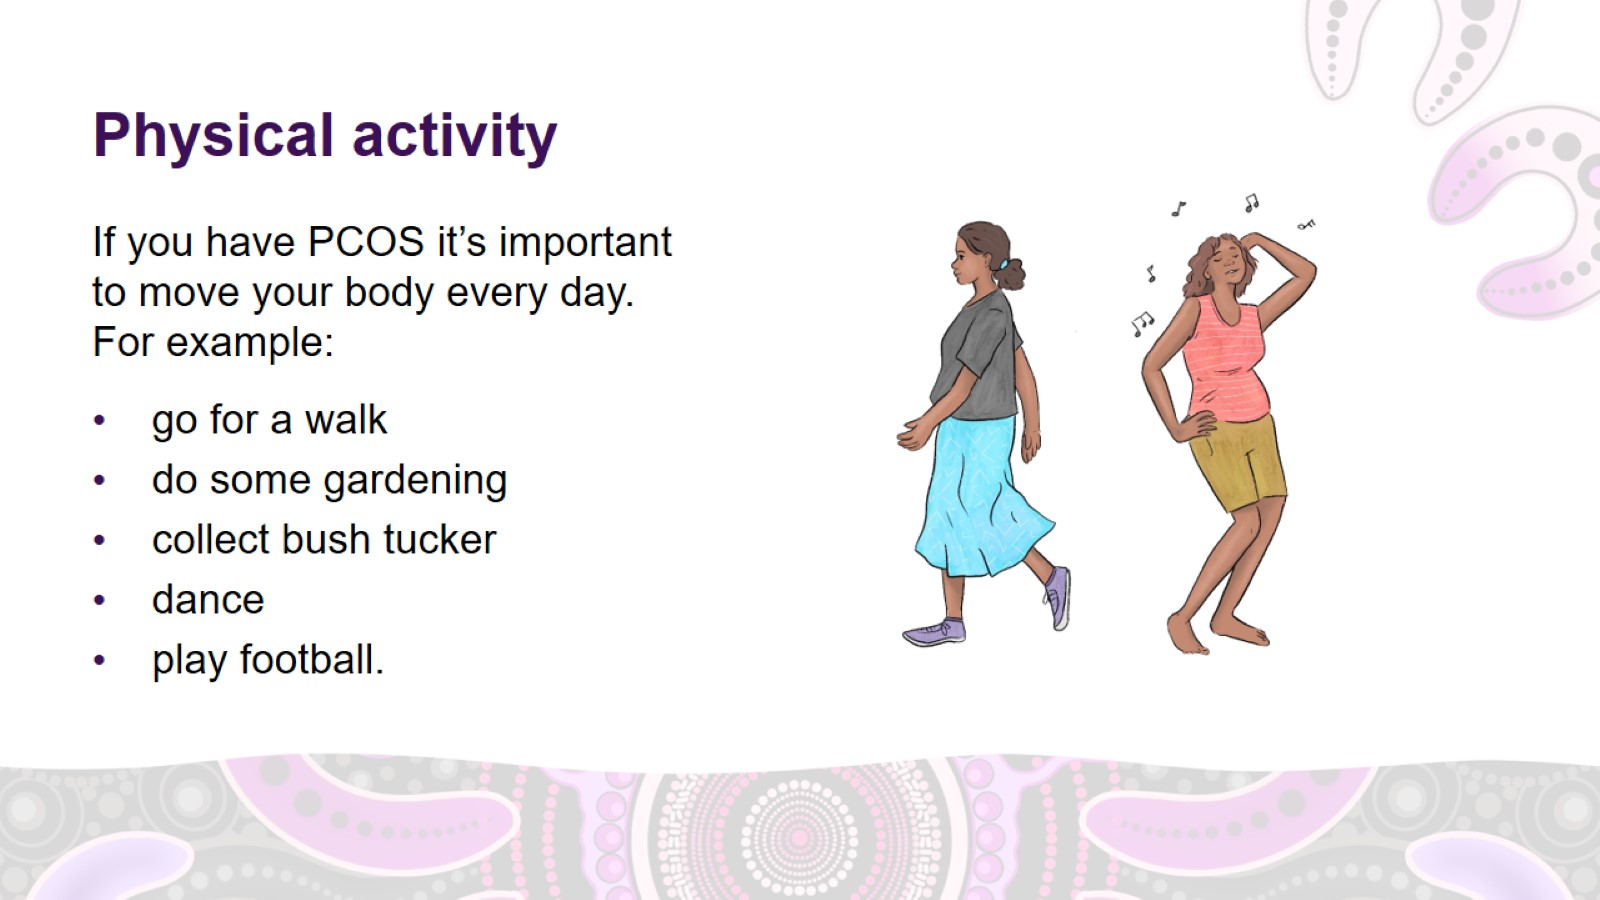 Physical activity
If you have PCOS it’s important
to move your body every day.
For example:
• go for a walk
• do some gardening
• collect bush tucker
• dance
• play football.